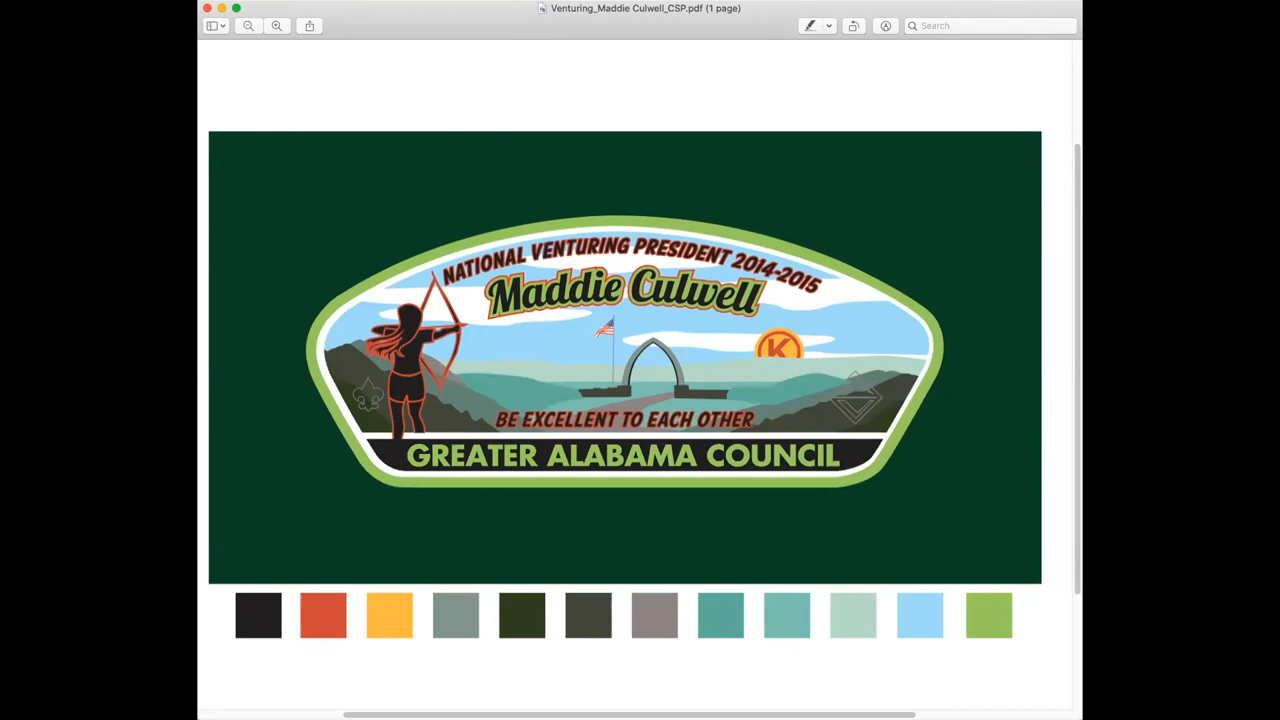 Venturing_Maddie Culwell_CSP.pdf (1 page)
Search
NATIONAL VENTURING PRESIDENT 2014-2015
Maddie Culwell
K
BE EXCELLENT TO EACH OTHER
GREATER ALABAMA COUNCIL